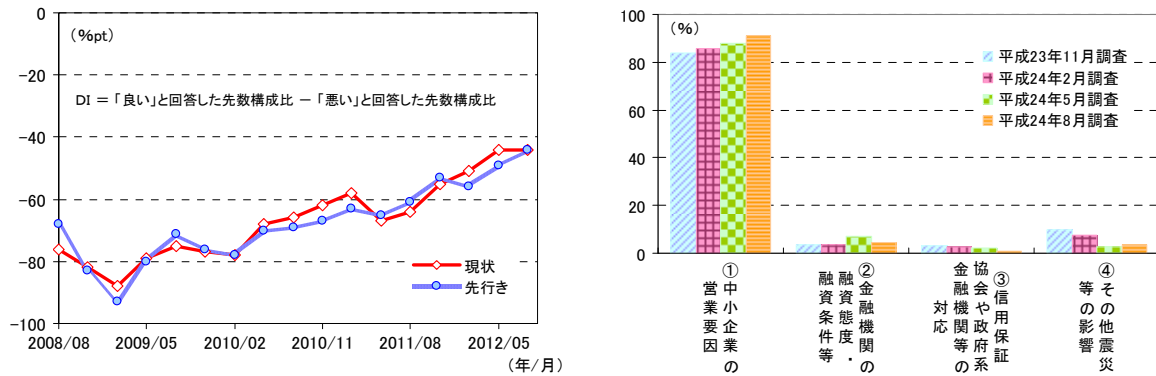 0
(%pt)
-20
DI = 「良い」と回答した先数構成比 - 「悪い」と回答した先数構成比
-40
-60
-80
-100
現状
先行き
2008/08 2009/05 2010/02 2010/11 2011/08 2012/05
(年/月)
100
(%)
80
60
40
20
0
平成23年11月調査
平成24年2月調査
平成24年5月調査
平成24年8月調査
①中小企業の
営業要因
②金融機関の
融資態度・
融資条件等
③信用保証
協会や政府系
金融機関等の
対応
④その他震災
等の影響